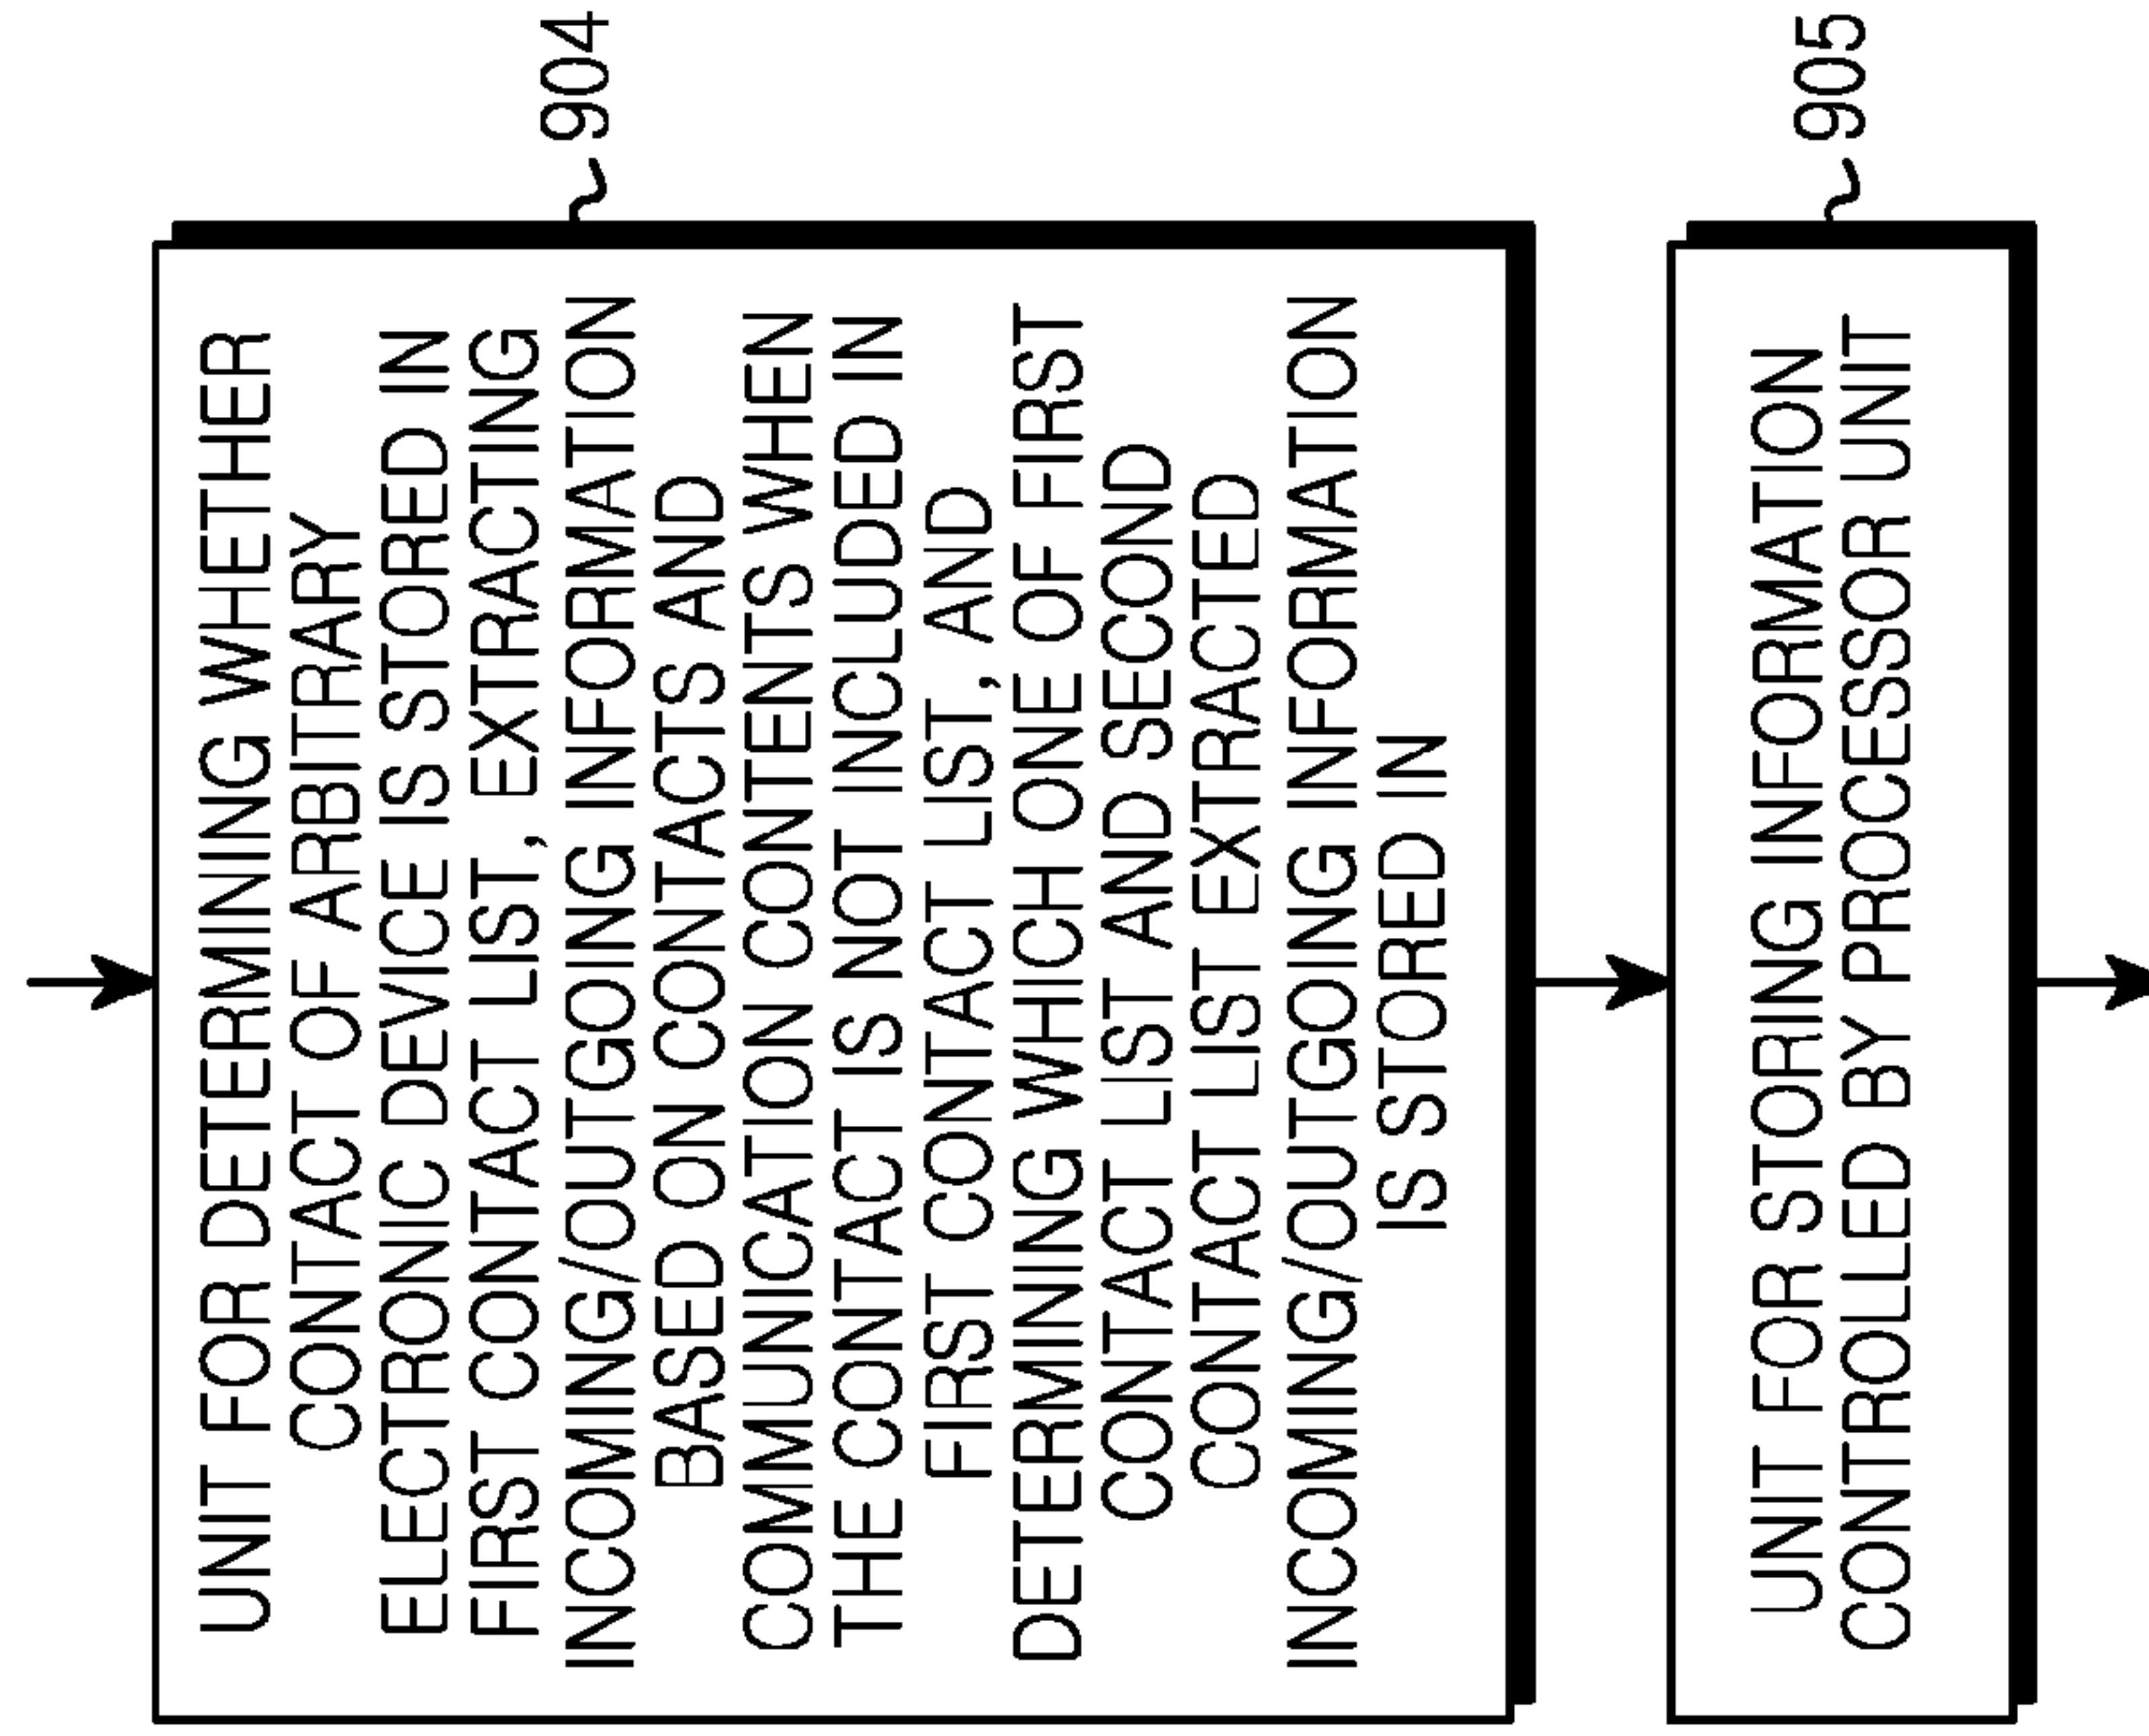 UNIT FOR DETERMINING WHETHER
CONTACT OF ARBITRARY
ELECTRONIC DEVICE IS STORED IN
FIRST CONTACT LIST, EXTRACTING
INCOMING/OUTGOING INFORMATION
BASED ON CONTACTS AND
COMMUNICATION CONTENTS WHEN
THE CONTACT IS NOT INCLUDED IN
FIRST CONTACT LIST, AND
DETERMINING WHICH ONE OF FIRST
CONTACT LIST AND SECOND
CONTACT LIST EXTRACTED
INCOMING/OUTGOING INFORMATION
IS STORED IN
904
UNIT FOR STORING INFORMATION
CONTROLLED BY PROCESSOR UNIT
905